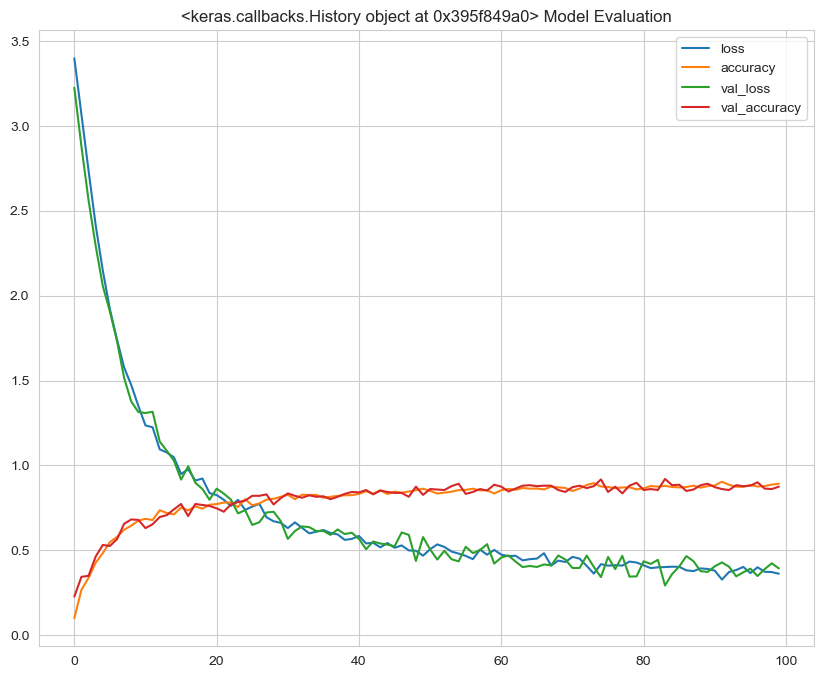 <keras.callbacks.History object at 0x395f849a0> Model Evaluation
3.5
3.0
2.5
2.0
1.5
1.0
0.5
0.0
loss
accuracy
val_loss
val_accuracy
0 20 40 60 80 100